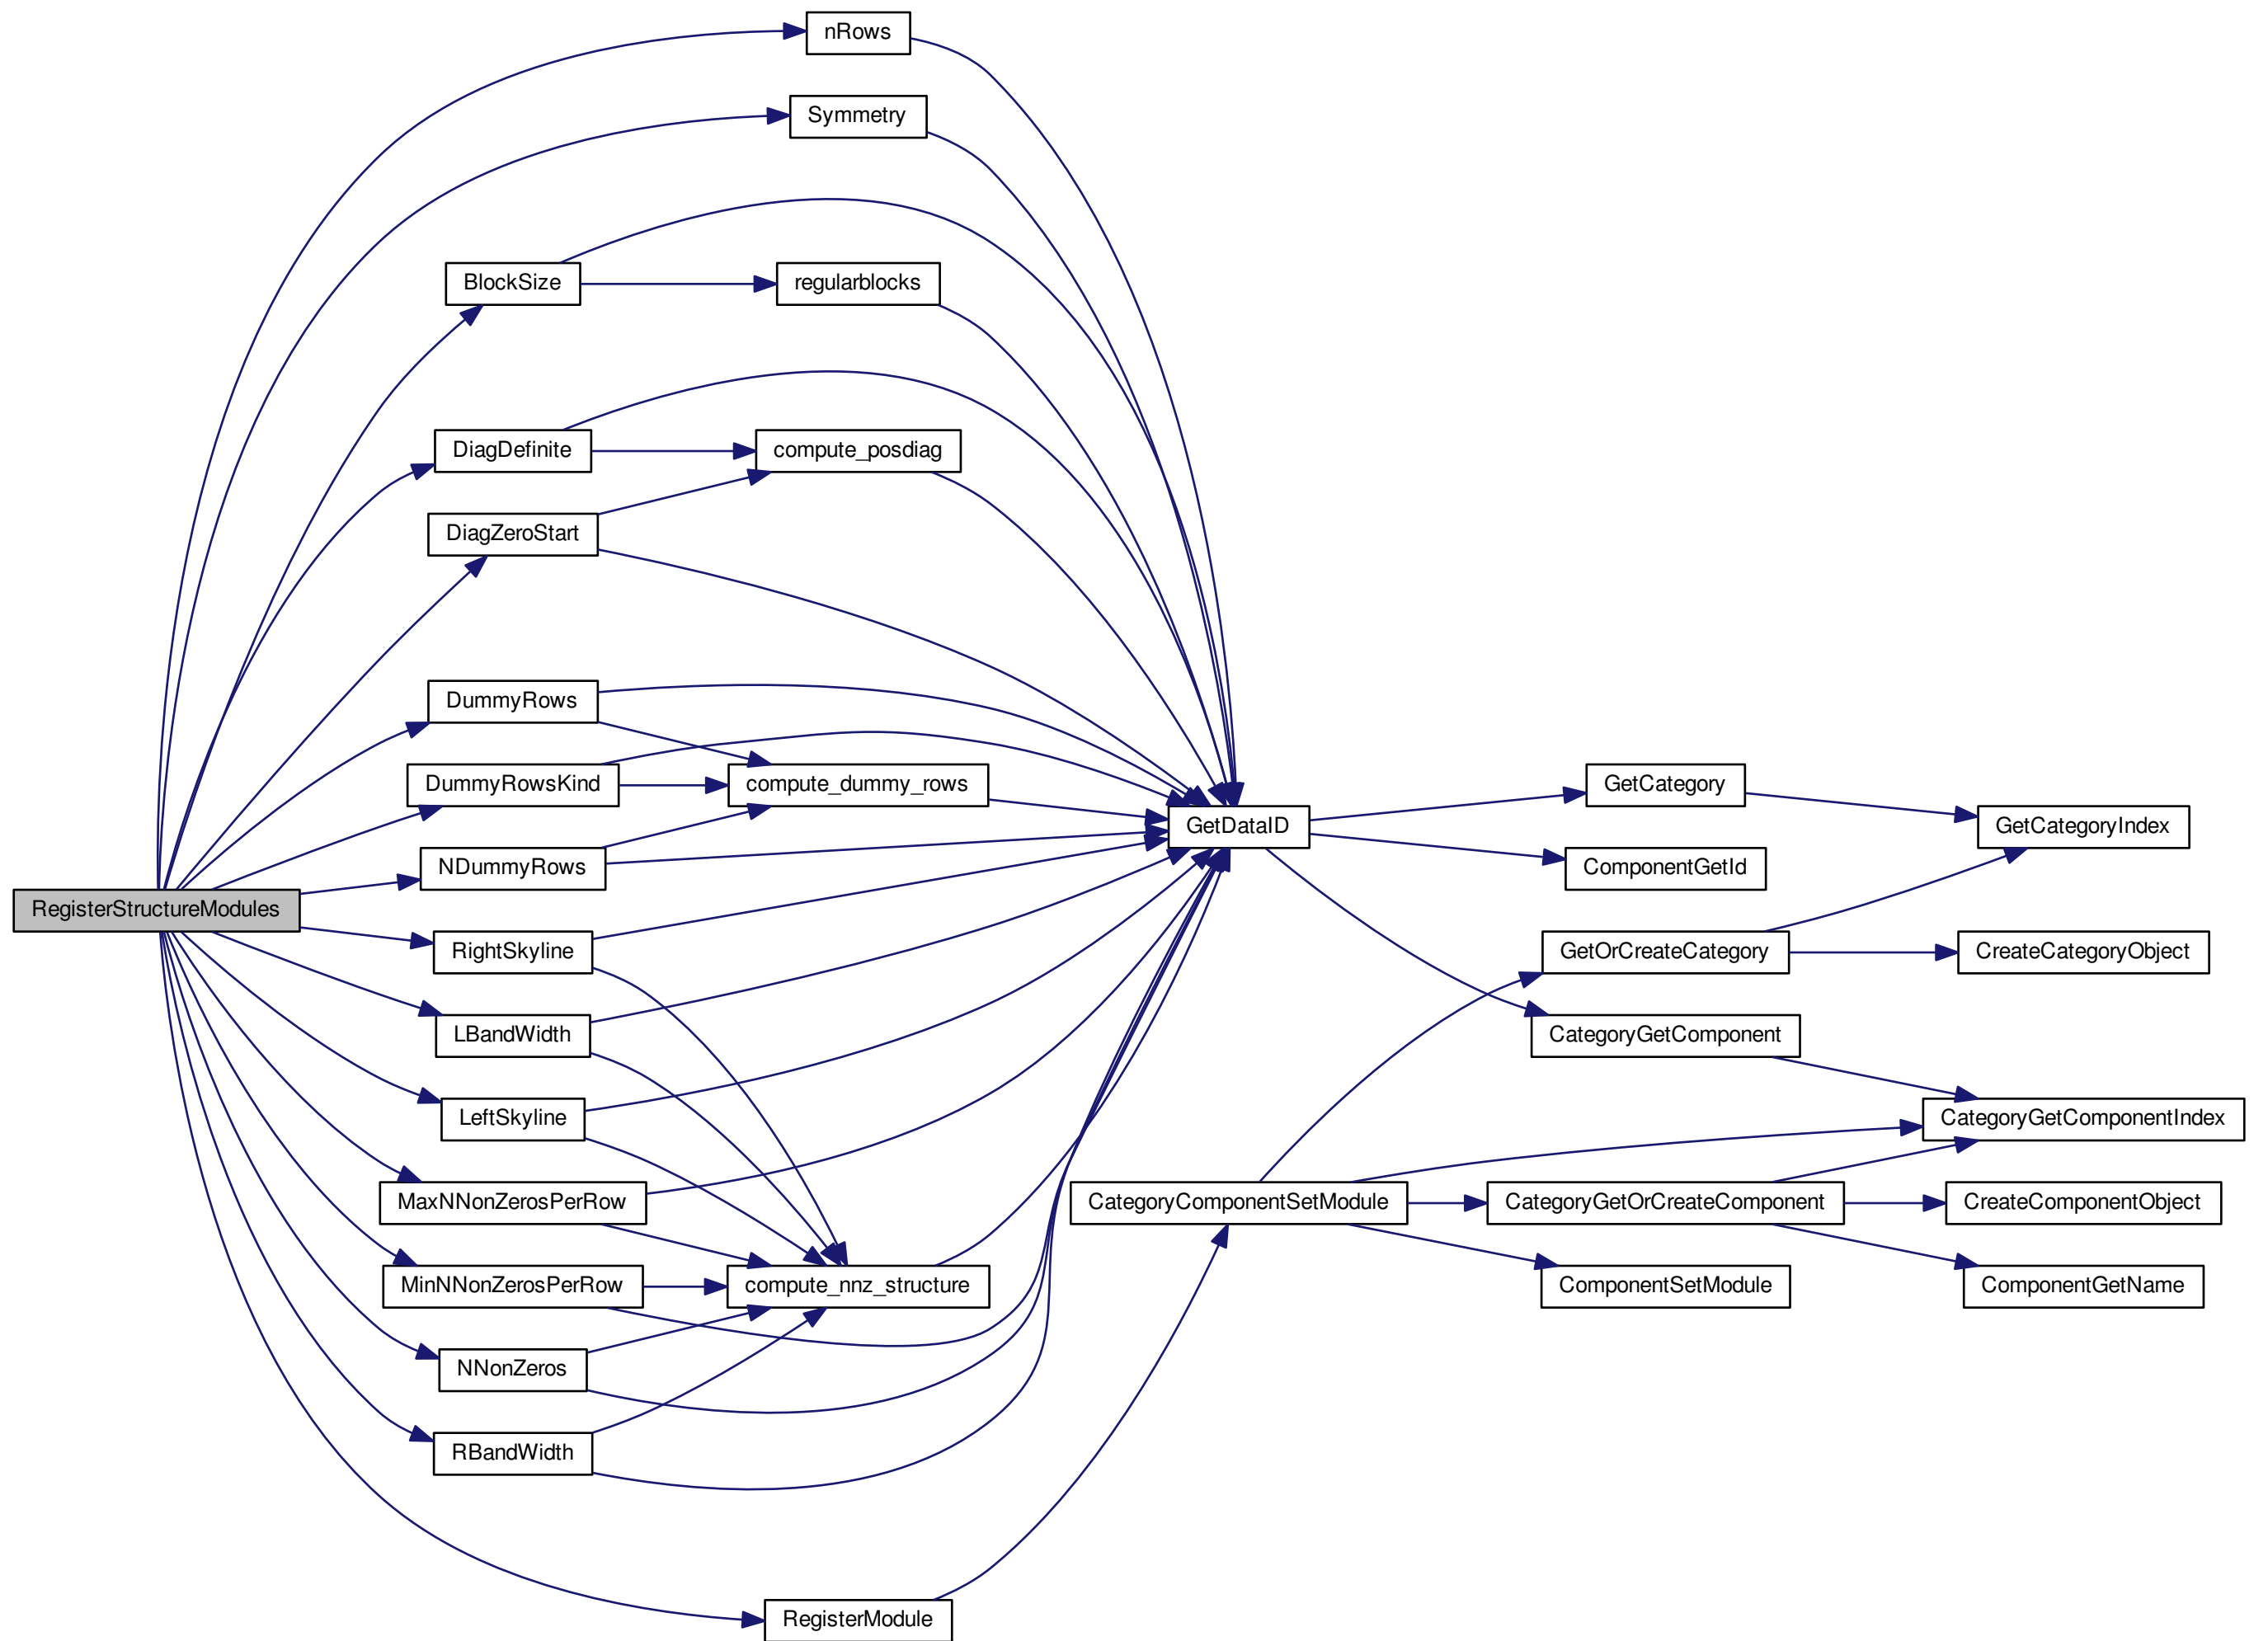 nRows
Symmetry
BlockSize
regularblocks
DiagDefinite
compute_posdiag
DiagZeroStart
DummyRows
DummyRowsKind
compute_dummy_rows
GetCategory
GetDataID
GetCategoryIndex
NDummyRows
ComponentGetId
RegisterStructureModules
RightSkyline
GetOrCreateCategory
CreateCategoryObject
LBandWidth
CategoryGetComponent
LeftSkyline
CategoryGetComponentIndex
MaxNNonZerosPerRow
CategoryComponentSetModule
CategoryGetOrCreateComponent
CreateComponentObject
MinNNonZerosPerRow
compute_nnz_structure
ComponentSetModule
ComponentGetName
NNonZeros
RBandWidth
RegisterModule